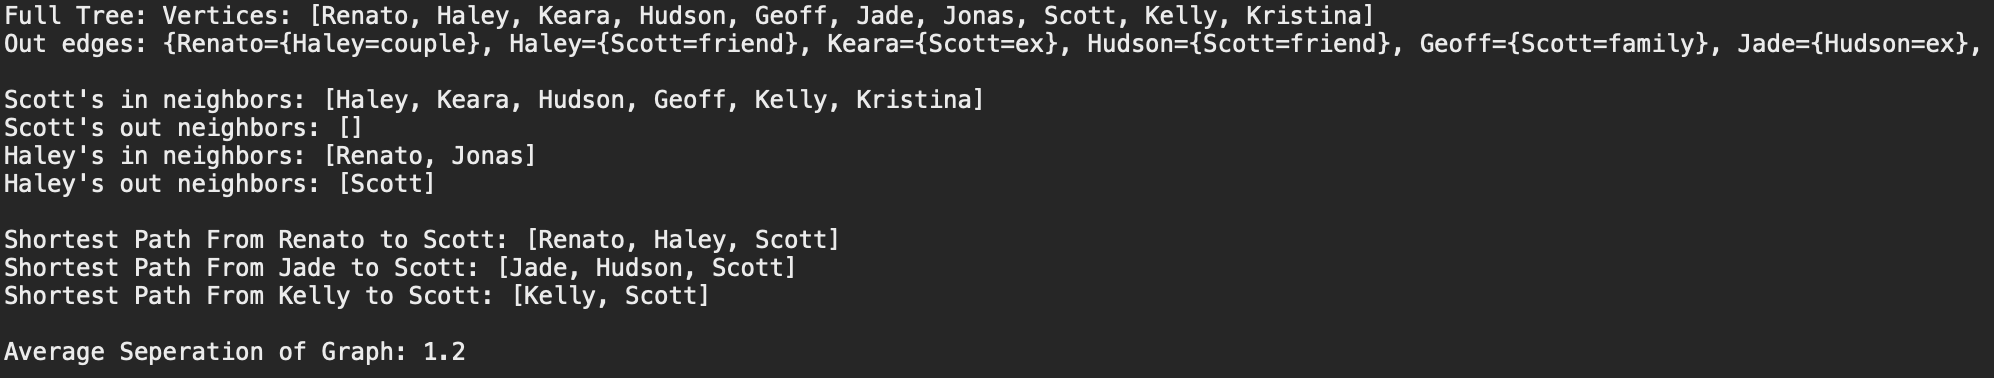 Full Tree: Vertices: [Renato, Haley, Keara, Hudson, Geoff, Jade, Jonas, Scott, Kelly, Kristina]
Out edges: {Renato={Haley=couple}, Haley={Scott=friend}, Keara={Scott=ex}, Hudson={Scott=friend}, Geoff={Scott=family}, Jade={Hudson=ex},
Scott's in neighbors: [Haley, Keara, Hudson, Geoff, Kelly, Kristina]
Scott's out neighbors: []
Haley's in neighbors: [Renato, Jonas]
Haley's out neighbors: [Scott]
Shortest Path From Renato to Scott: [Renato, Haley, Scott]
Shortest Path From Jade to Scott: [Jade, Hudson, Scott]
Shortest Path From Kelly to Scott: [Kelly, Scott]
Average Seperation of Graph: 1.2